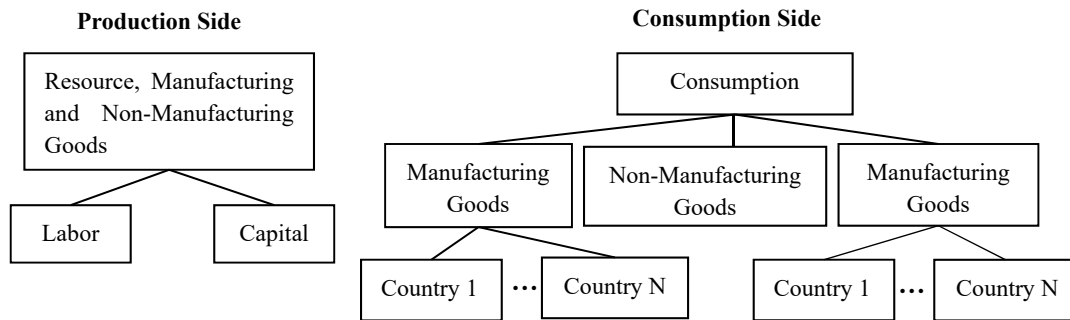 Production Side
Consumption Side
Resource, Manufacturing
and Non-Manufacturing
Goods
Labor
Capital
Consumption
Manufacturing
Goods
Non-Manufacturing
Goods
Manufacturing
Goods
Country 1
...
Country N
Country 1
...
Country N